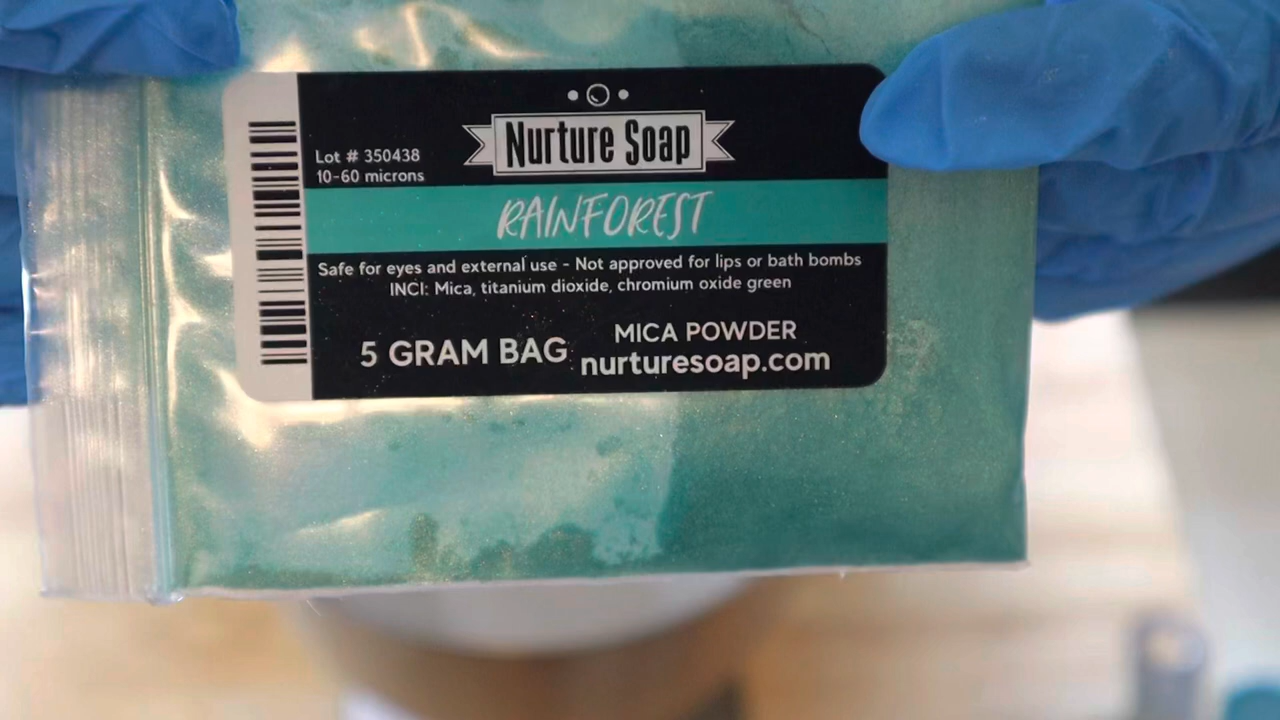 Nurture Soap
Lot # 350438
10-60 microns
RAINFOREST
Safe for eyes and external use - Not approved for lips or bath bombs
INCI: Mica, titanium dioxide, chromium oxide green
5 GRAM BAG
MICA POWDER
nurturesoap.com